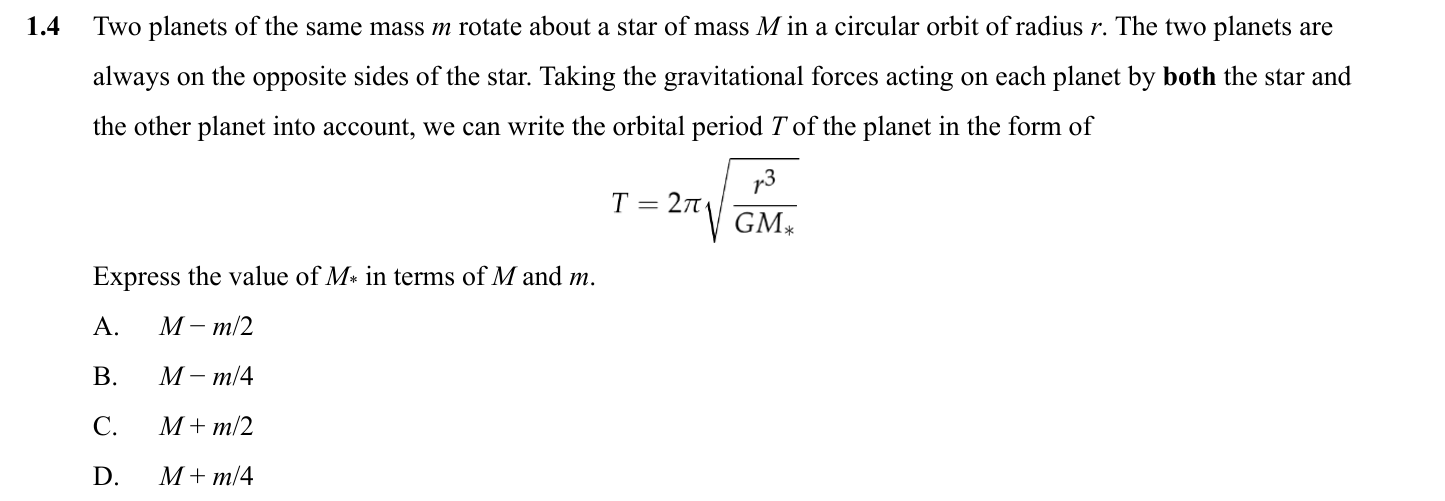 1.4 Two planets of the same mass m rotate about a star of mass M in a circular orbit of radius r. The two planets are
always on the opposite sides of the star. Taking the gravitational forces acting on each planet by both the star and
the other planet into account, we can write the orbital period T of the planet in the form of
T = 2π√(r³/GM*)
Express the value of M* in terms of M and m.
A. M − m/2
B. M − m/4
C. M + m/2
D. M + m/4